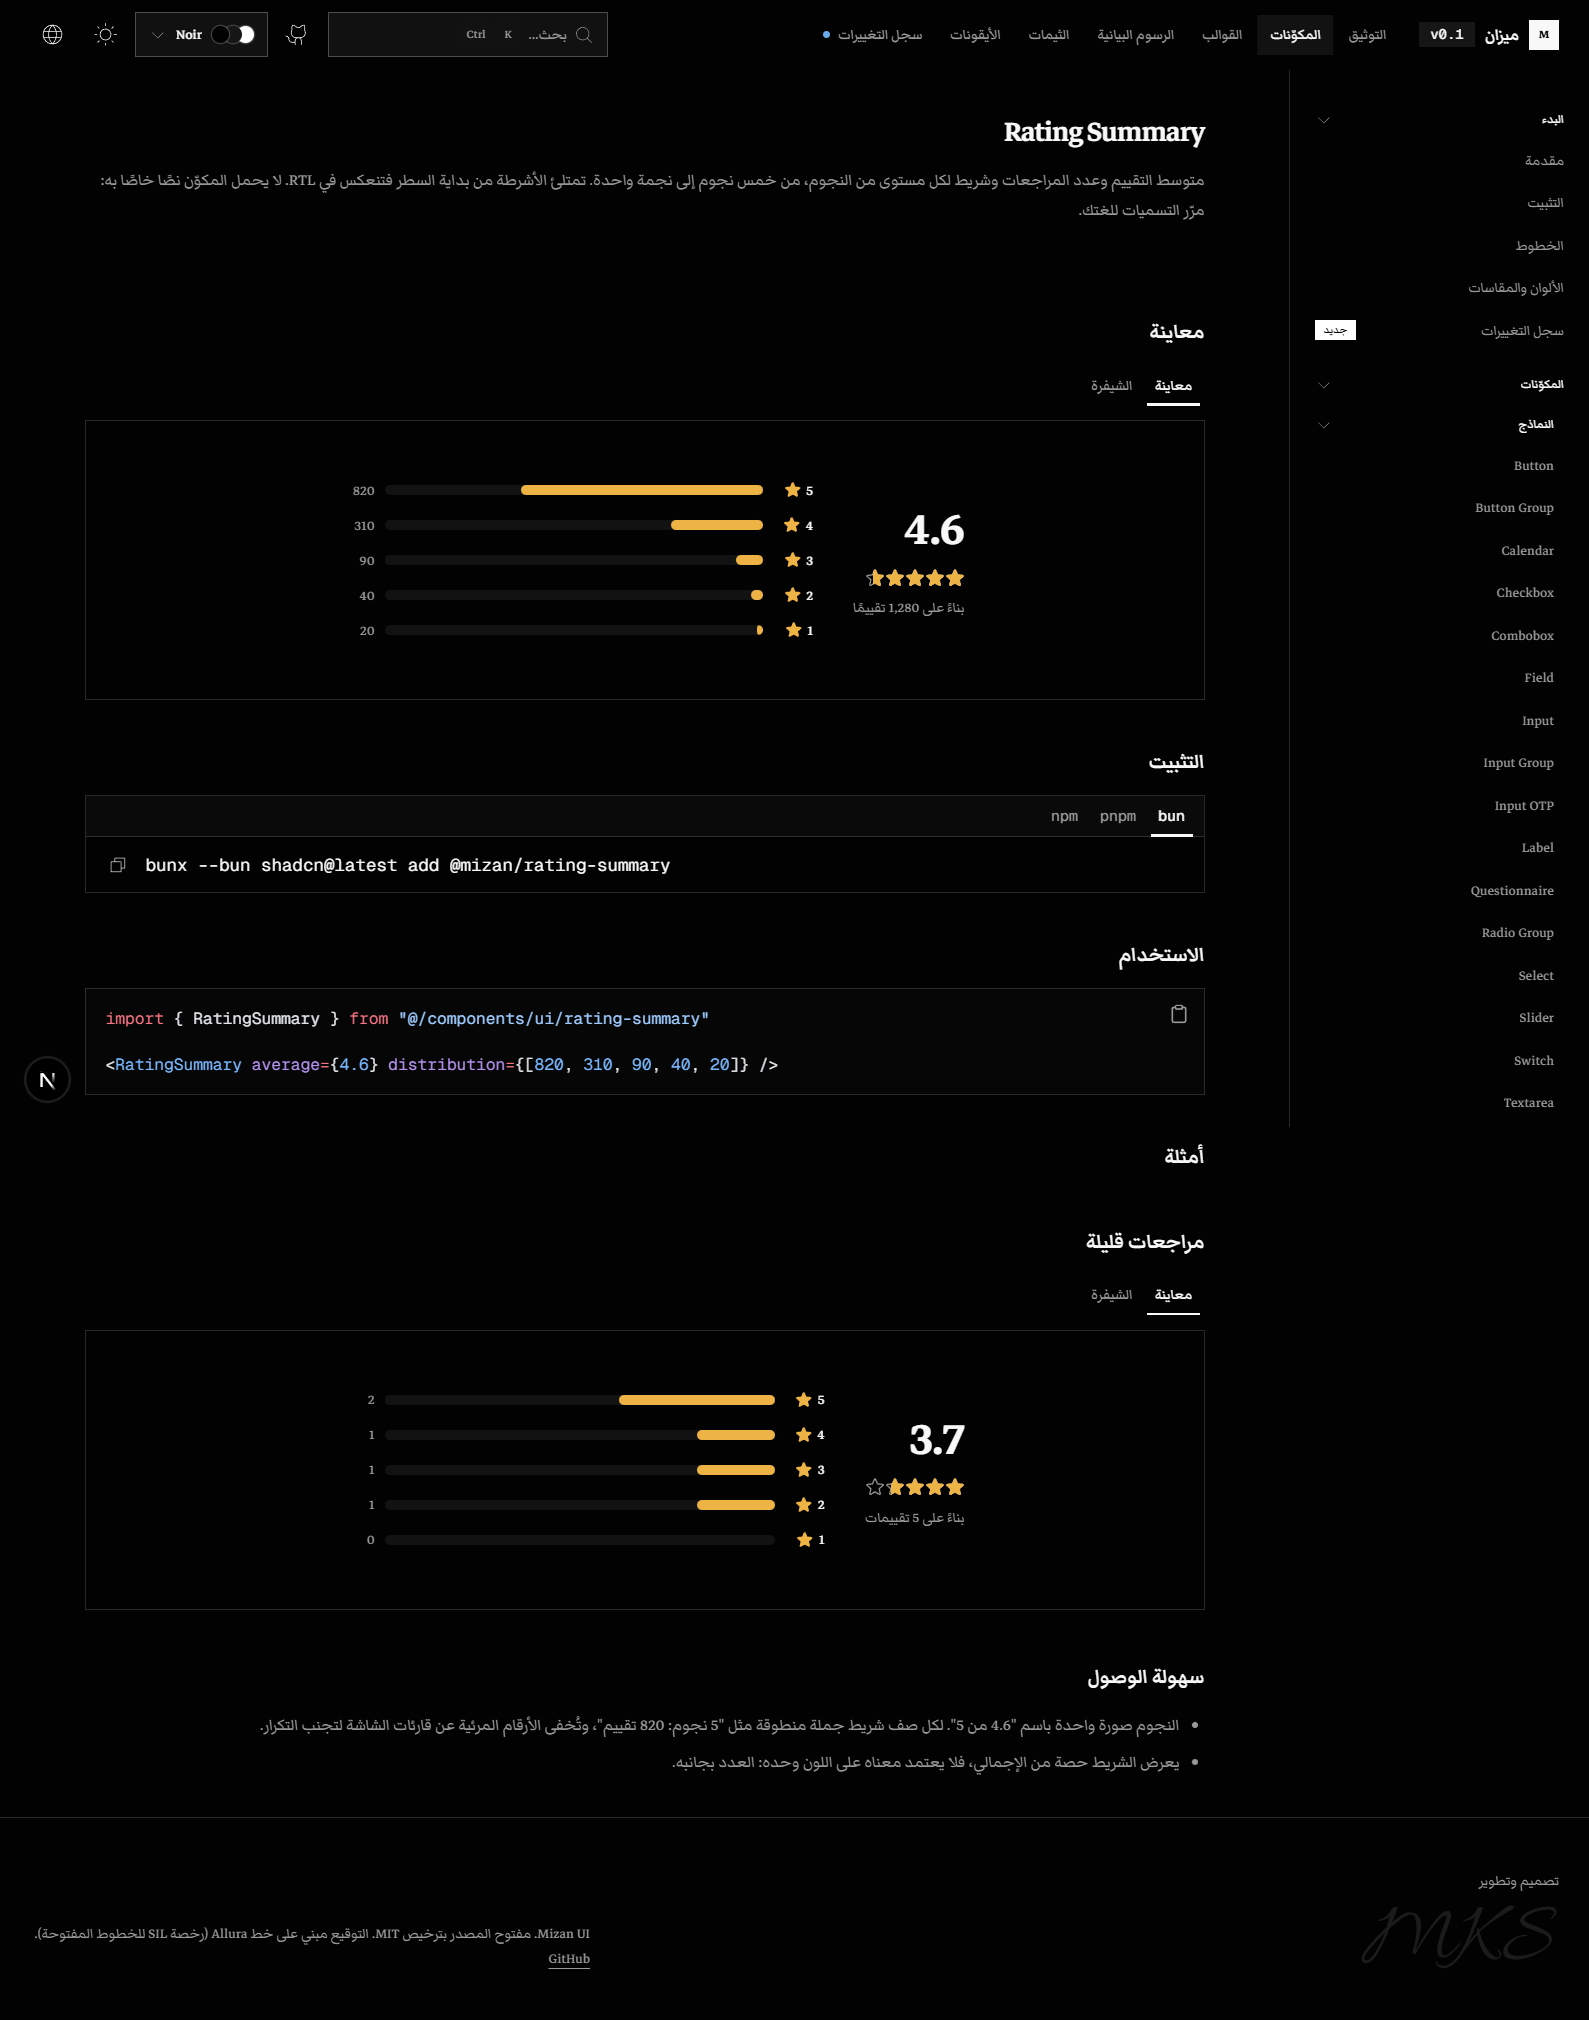 M ميزان v0.1 التوثيق المكوّنات القوالب الرسوم البيانية الثيمات الأيقونات سجل التغييرات بحث... K Ctrl Noir
البدء
مقدمة
التثبيت
الخطوط
الألوان والمقاسات
سجل التغييرات جديد
المكوّنات
النماذج
Button
Button Group
Calendar
Checkbox
Combobox
Field
Input
Input Group
Input OTP
Label
Questionnaire
Radio Group
Select
Slider
Switch
Textarea
Rating Summary
متوسط التقييم وعدد المراجعات وشريط لكل مستوى من النجوم، من خمس نجوم إلى نجمة واحدة. تمتلئ الأشرطة من بداية السطر فتنعكس في RTL. لا يحمل المكوّن نصًا خاصًا به:
مرّر التسميات للغتك.
معاينة
معاينة الشيفرة
4.6
بناءً على 1,280 تقييمًا
5 820
4 310
3 90
2 40
1 20
التثبيت
bun pnpm npm
bunx --bun shadcn@latest add @mizan/rating-summary
الاستخدام
import { RatingSummary } from "@/components/ui/rating-summary"
<RatingSummary average={4.6} distribution={[820, 310, 90, 40, 20]} />
أمثلة
مراجعات قليلة
معاينة الشيفرة
3.7
بناءً على 5 تقييمات
5 2
4 1
3 1
2 1
1 0
سهولة الوصول
• النجوم صورة واحدة باسم "4.6 من 5". لكل صف شريط جملة منطوقة مثل "5 نجوم: 820 تقييم"، وتُخفى الأرقام المرئية عن قارئات الشاشة لتجنب التكرار.
• يعرض الشريط حصة من الإجمالي، فلا يعتمد معناه على اللون وحده: العدد بجانبه.
تصميم وتطوير
MKS
Mizan UI. مفتوح المصدر بترخيص MIT. التوقيع مبني على خط Allura (رخصة SIL للخطوط المفتوحة).
GitHub
N